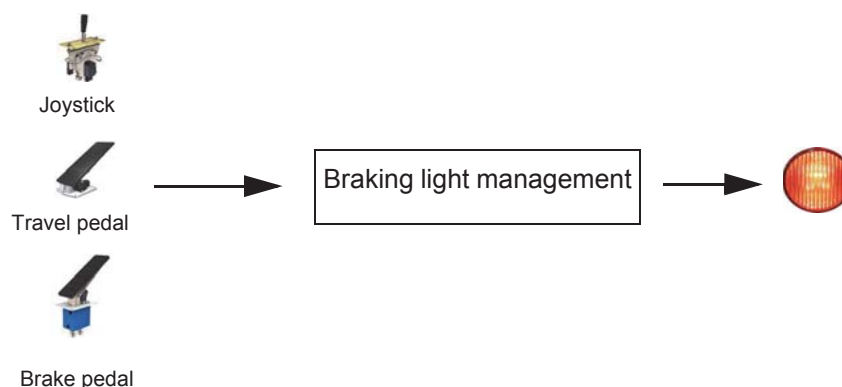 Joystick
Travel pedal
Braking light management
Brake pedal